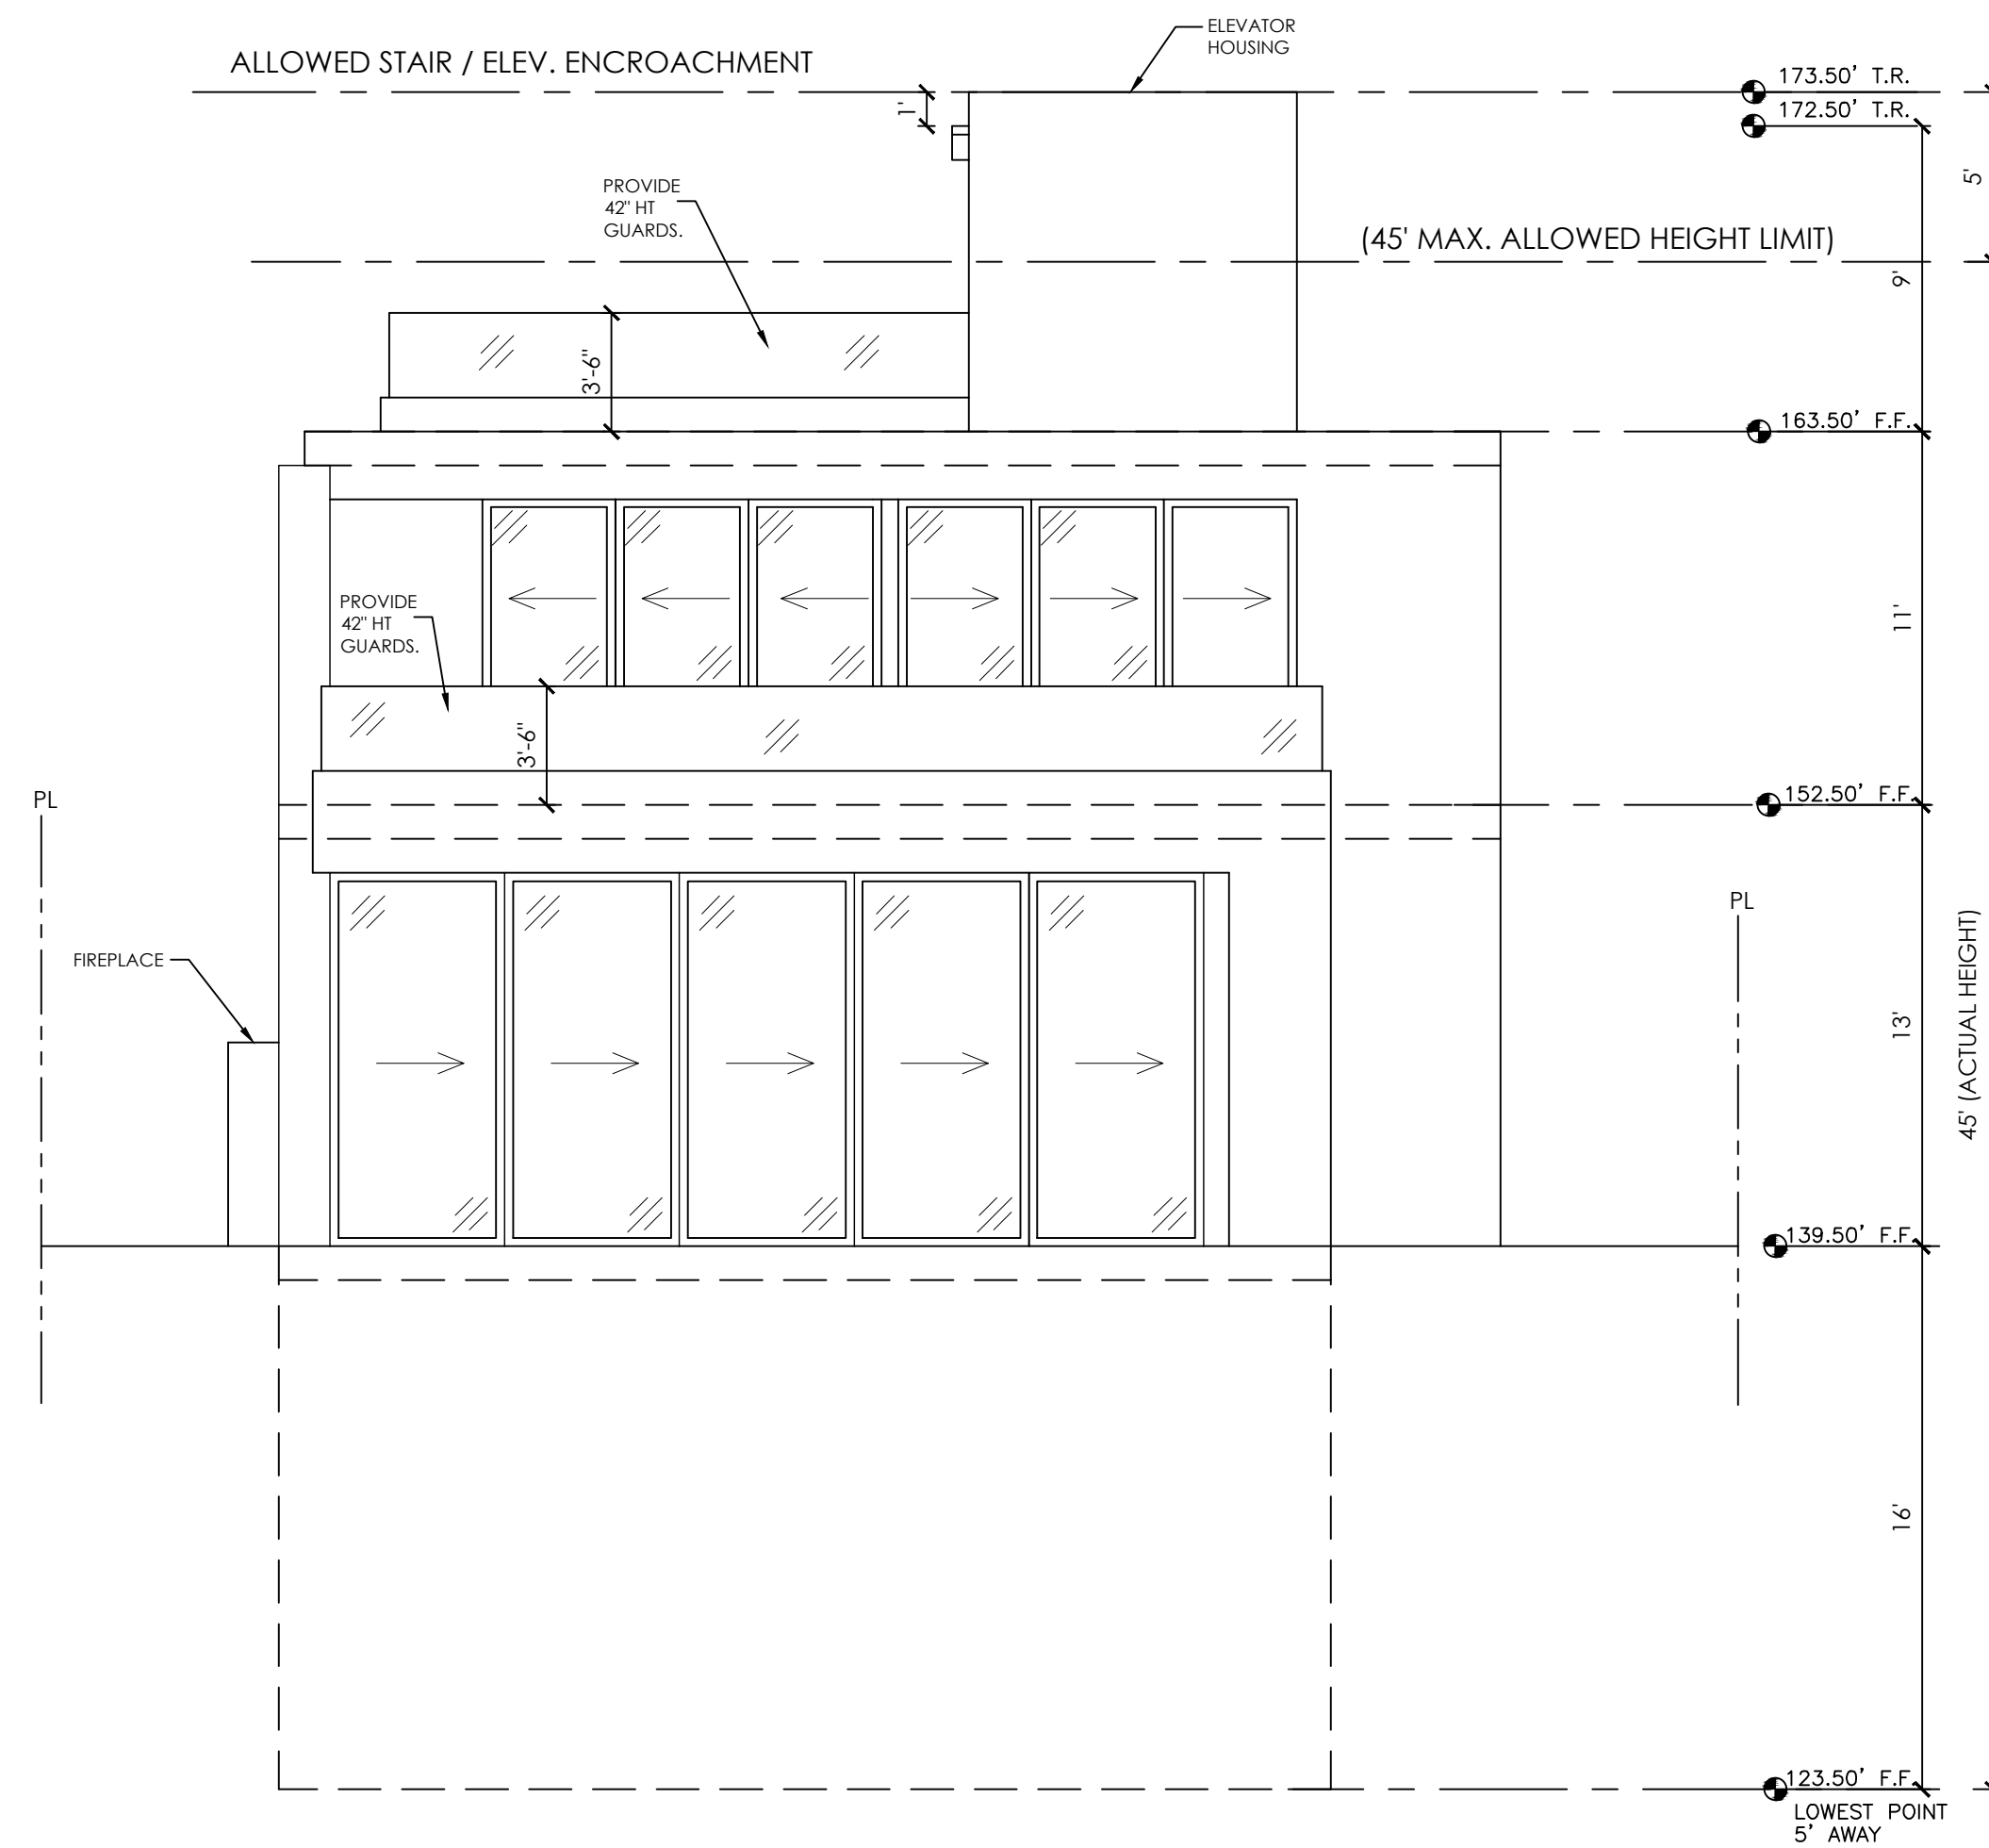 ELEVATOR
HOUSING
ALLOWED STAIR / ELEV. ENCROACHMENT
173.50' T.R.
1'
172.50' T.R.
5'
PROVIDE
42" HT
GUARDS.
(45' MAX. ALLOWED HEIGHT LIMIT)
9'
3'-6"
163.50' F.F.
11'
PROVIDE
42" HT
GUARDS.
3'-6"
PL
152.50' F.F.
PL
FIREPLACE
13'
45' (ACTUAL HEIGHT)
139.50' F.F.
16'
123.50' F.F.
LOWEST POINT
5' AWAY